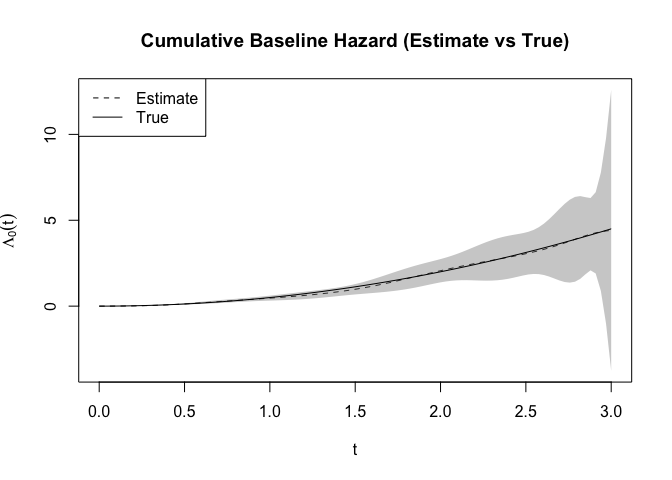 Cumulative Baseline Hazard (Estimate vs True)
Estimate
True
10
5
0
Λ₀(t)
0.0 0.5 1.0 1.5 2.0 2.5 3.0
t